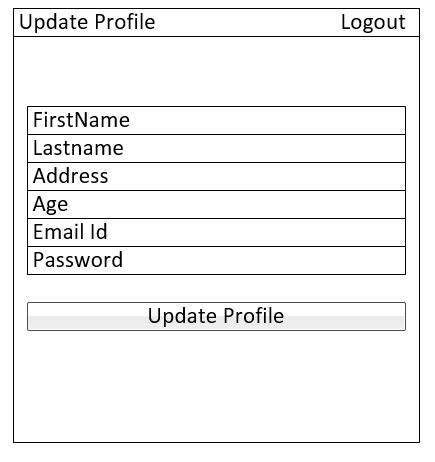 Update Profile Logout
FirstName
Lastname
Address
Age
Email Id
Password
Update Profile